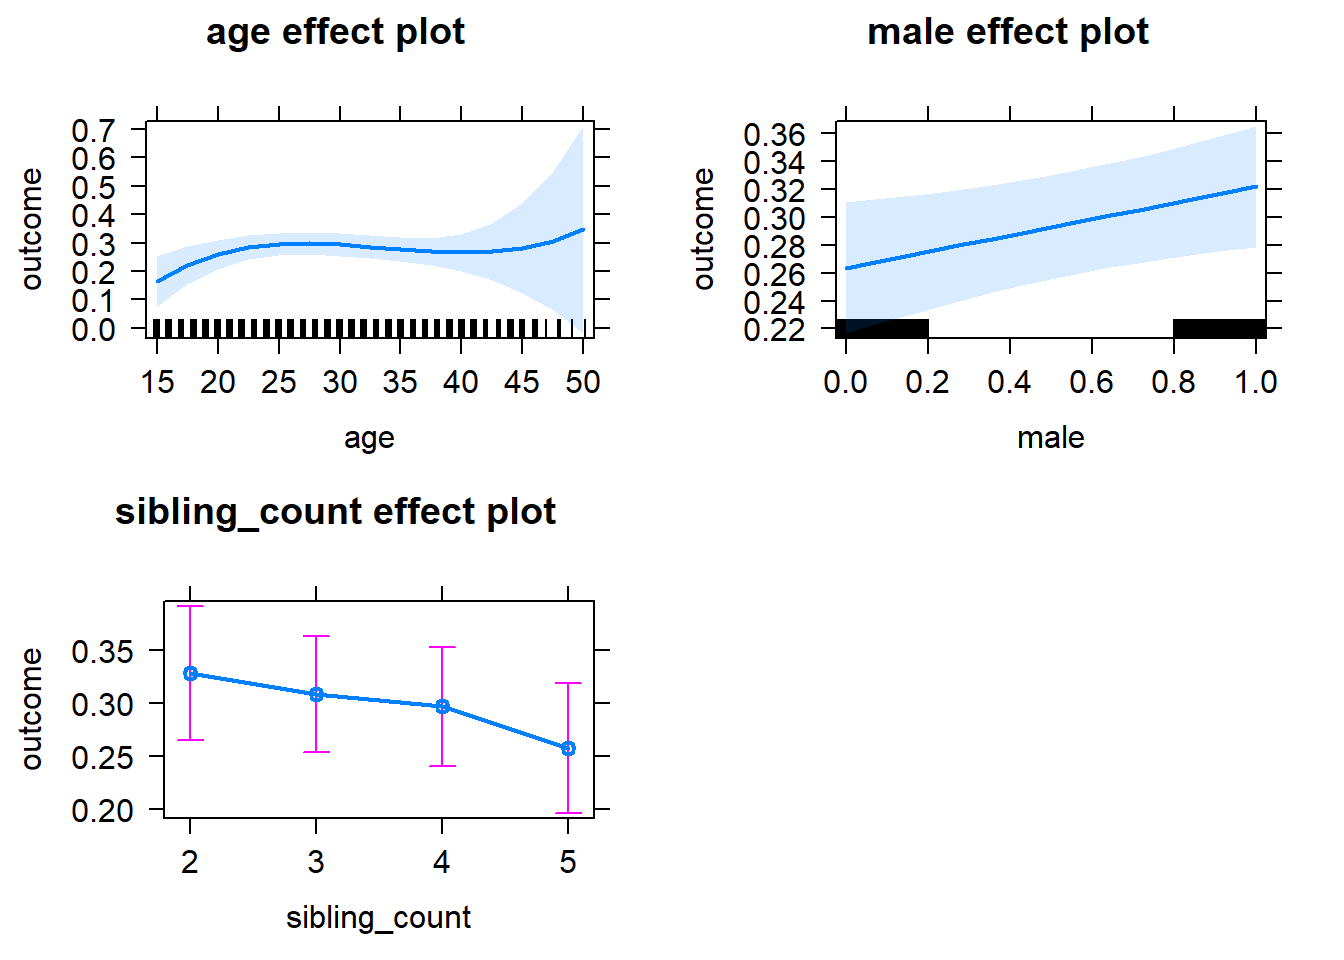 age effect plot
outcome
0.7
0.6
0.5
0.4
0.3
0.2
0.1
0.0
15 20 25 30 35 40 45 50
age
male effect plot
outcome
0.36
0.34
0.32
0.30
0.28
0.26
0.24
0.22
0.0 0.2 0.4 0.6 0.8 1.0
male
sibling_count effect plot
outcome
0.35
0.30
0.25
0.20
2 3 4 5
sibling_count